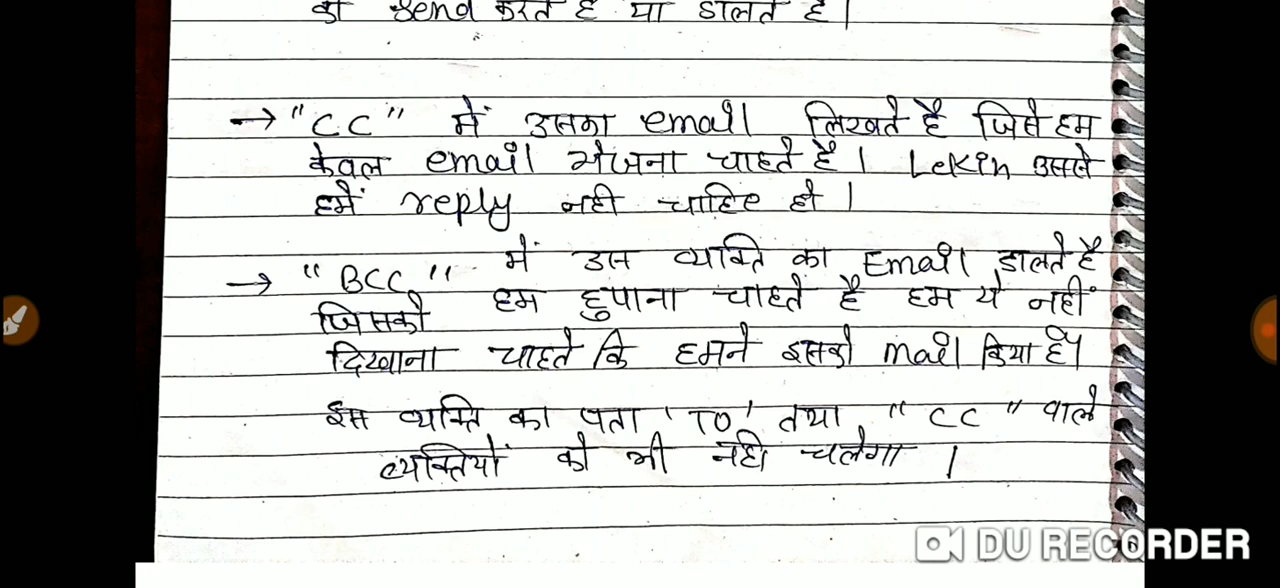 को send करते है या डालते है।
→ "CC" में उसका email लिखते है जिसे हम
केवल email भेजना चाहते है। Lekin उससे
हमें reply नही चाहिए हो।
→ "BCC" में उस व्यक्ति का Email डालते है
जिसको हम छुपाना चाहते है हम ये नहीं
दिखाना चाहते कि हमने इसको mail किया है।
इस व्यक्ति का पता 'TO' तथा "CC" वाले
व्यक्तियों को भी नही चलेगा।
DU RECORDER